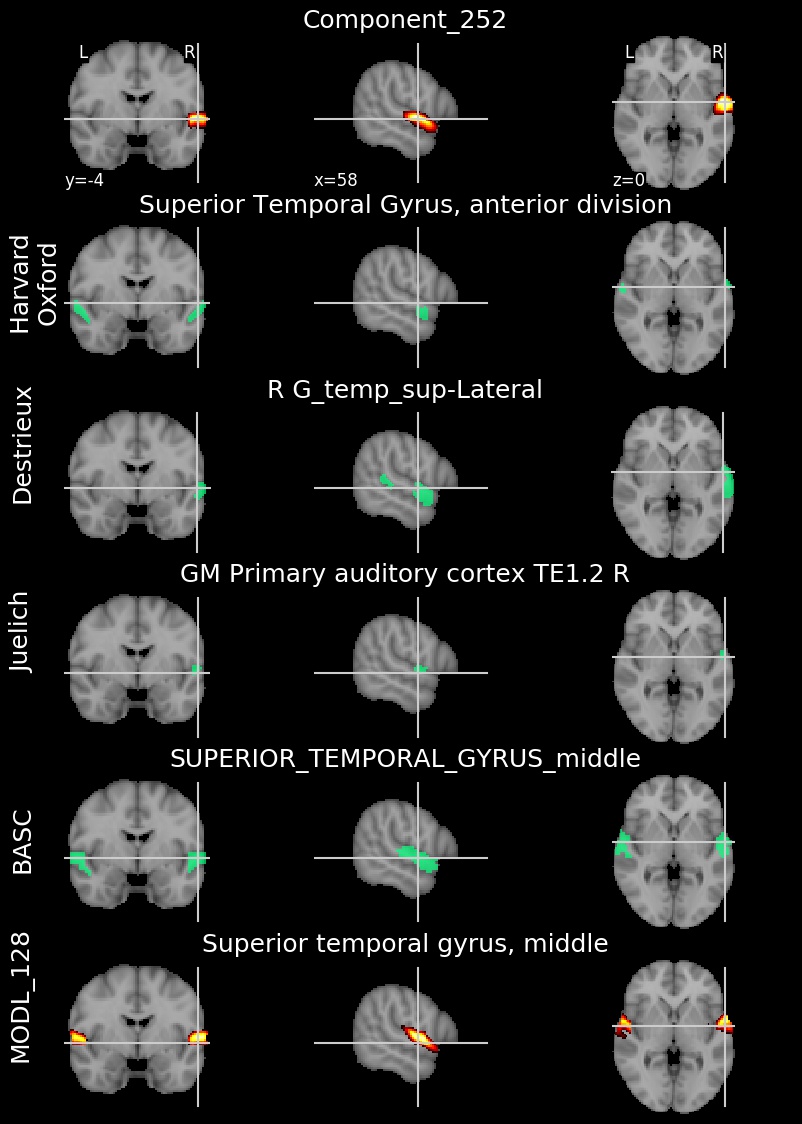 Component_252
L R L R
y=-4 x=58 z=0
Superior Temporal Gyrus, anterior division
Harvard
Oxford
R G_temp_sup-Lateral
Destrieux
GM Primary auditory cortex TE1.2 R
Juelich
SUPERIOR_TEMPORAL_GYRUS_middle
BASC
Superior temporal gyrus, middle
MODL_128